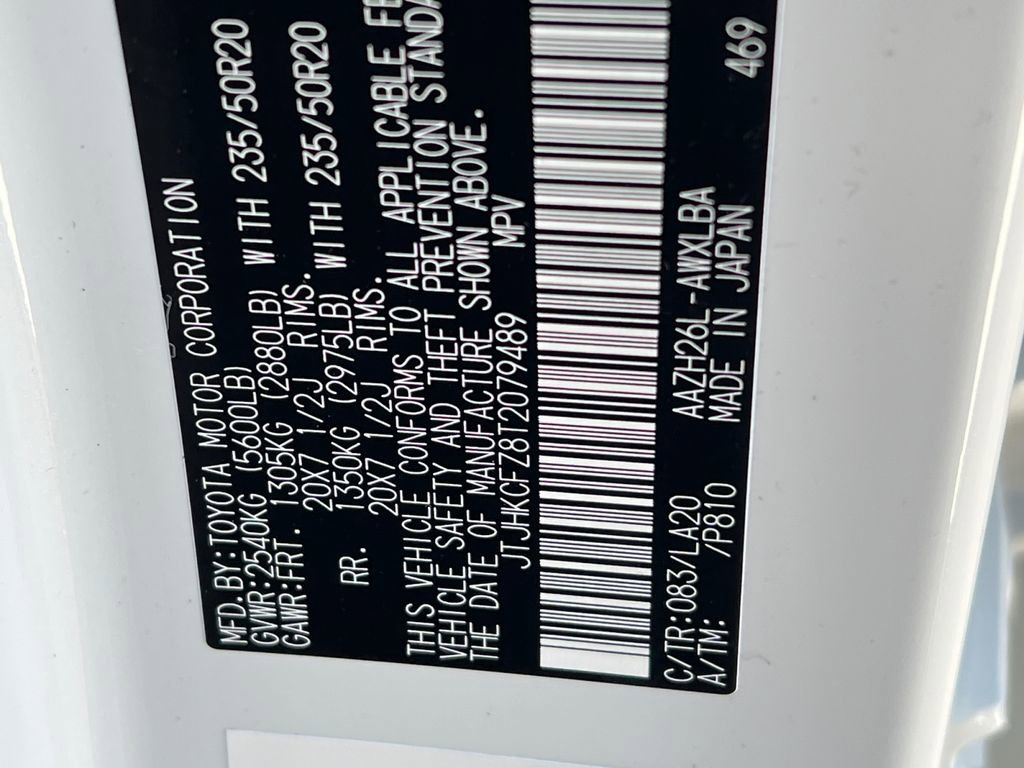 MFD.BY:TOYOTA MOTOR CORPORATION
GVWR:2540KG (5600LB)
GAWR:FRT. 1305KG (2880LB) WITH 235/50R20
20X7 1/2J RIMS.
RR. 1350KG (2975LB) WITH 235/50R20
20X7 1/2J RIMS.
THIS VEHICLE CONFORMS TO ALL APPLICABLE
VEHICLE SAFETY AND THEFT PREVENTION
THE DATE OF MANUFACTURE SHOWN ABOVE.
JTJHKCFZ8T2079489 MPV
C/TR:083/LA20 AAZH26L-AWXLBA 469
A/TM: /P810 MADE IN JAPAN